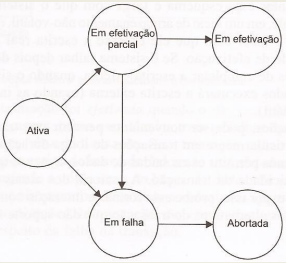 Em efetivação
parcial
Em efetivação
Ativa
Em falha
Abortada